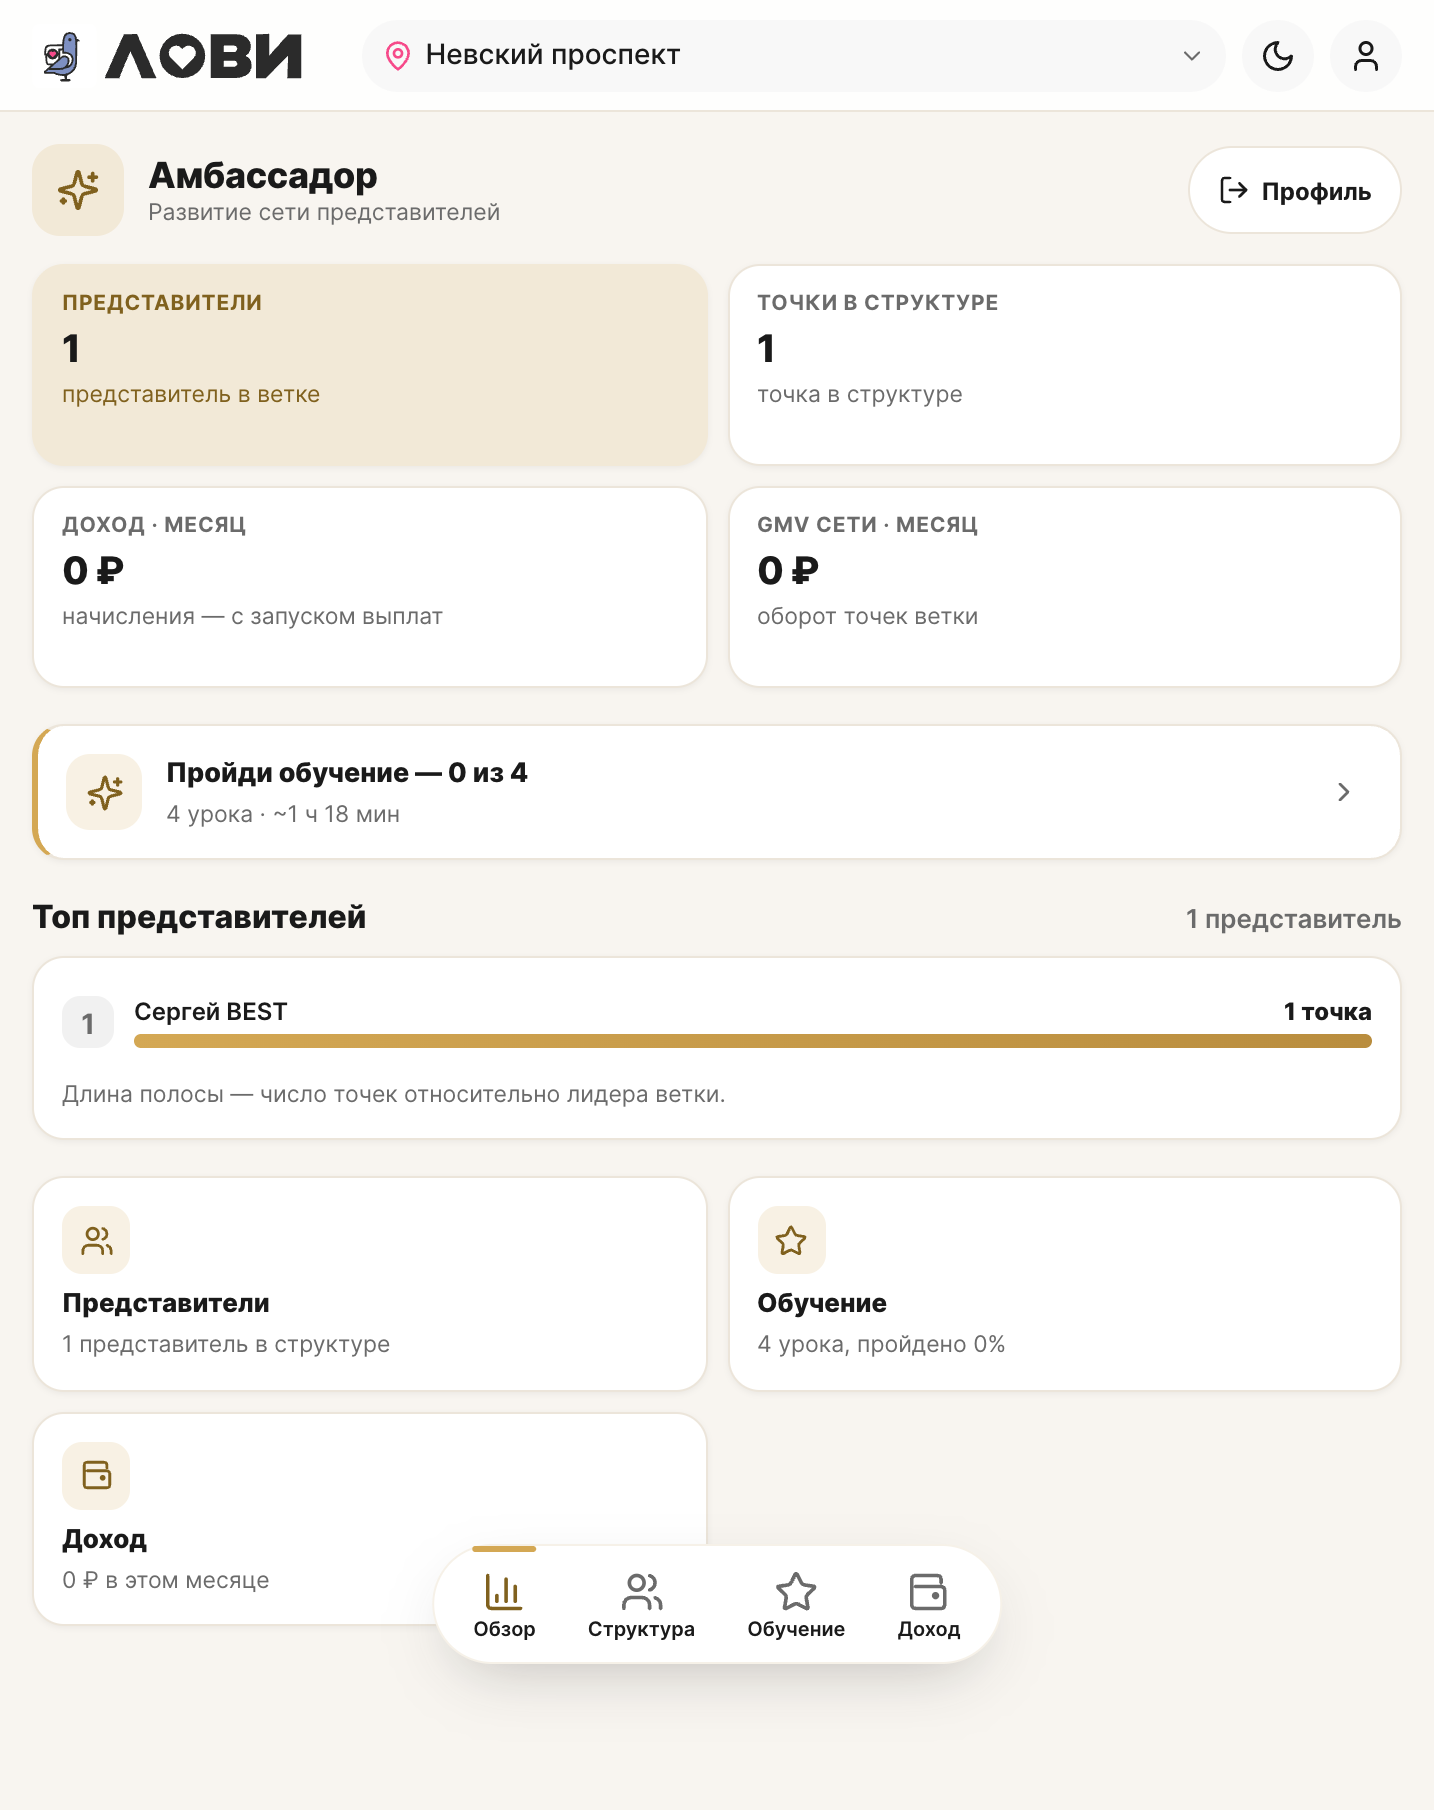 ЛОВИ
Невский проспект
Амбассадор
Развитие сети представителей
Профиль
ПРЕДСТАВИТЕЛИ
1
представитель в ветке
ТОЧКИ В СТРУКТУРЕ
1
точка в структуре
ДОХОД · МЕСЯЦ
0 ₽
начисления — с запуском выплат
GMV СЕТИ · МЕСЯЦ
0 ₽
оборот точек ветки
Пройди обучение — 0 из 4
4 урока · ~1 ч 18 мин
Топ представителей
1 представитель
1
Сергей BEST
1 точка
Длина полосы — число точек относительно лидера ветки.
Представители
1 представитель в структуре
Обучение
4 урока, пройдено 0%
Доход
0 ₽ в этом месяце
Обзор
Структура
Обучение
Доход